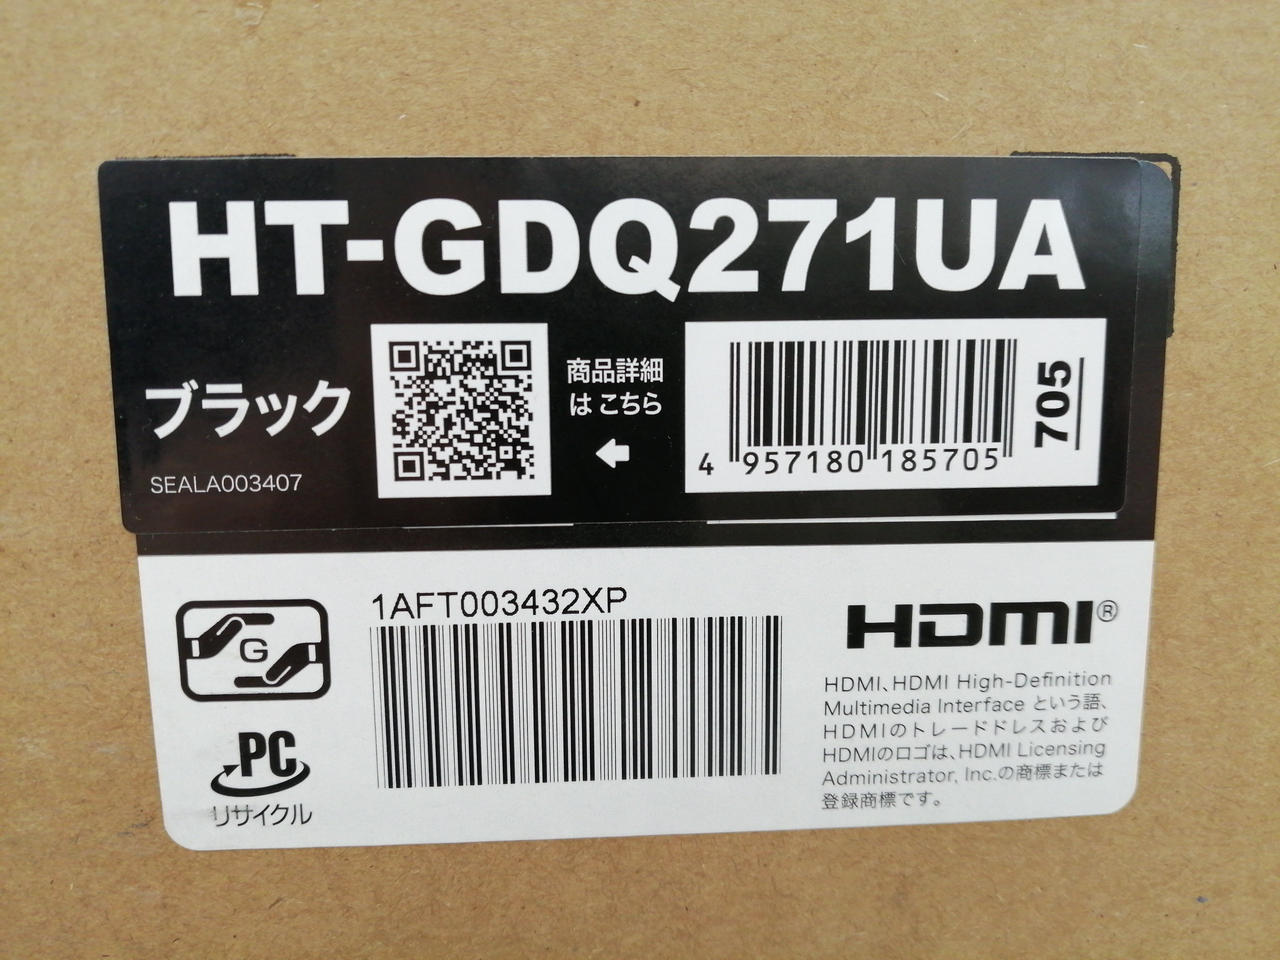 HT-GDQ271UA
ブラック
商品詳細
は こちら
SEALA003407
4 957180 185705
705
1AFT003432XP
G
PC
リサイクル
HDMI®
HDMI、HDMI High-Definition
Multimedia Interface という語、
HDMIのトレードドレスおよび
HDMIのロゴは、HDMI Licensing
Administrator, Inc.の商標または
登録商標です。